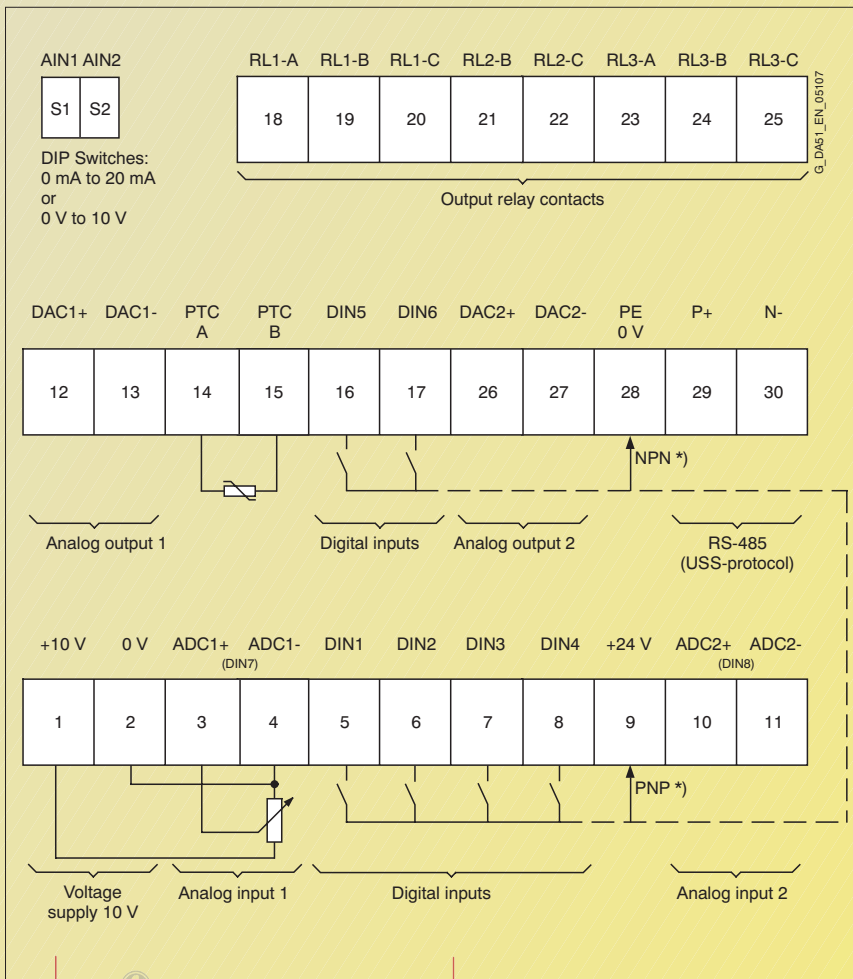 AIN1 AIN2
S1 S2
DIP Switches:
0 mA to 20 mA
or
0 V to 10 V
RL1-A RL1-B RL1-C RL2-B RL2-C RL3-A RL3-B RL3-C
18 19 20 21 22 23 24 25
Output relay contacts
G_DA51_EN_05107
DAC1+ DAC1- PTC PTC DIN5 DIN6 DAC2+ DAC2- PE P+ N-
A B 0 V
12 13 14 15 16 17 26 27 28 29 30
NPN *)
Analog output 1 Digital inputs Analog output 2 RS-485
(USS-protocol)
+10 V 0 V ADC1+ ADC1- DIN1 DIN2 DIN3 DIN4 +24 V ADC2+ ADC2-
(DIN7) (DIN8)
1 2 3 4 5 6 7 8 9 10 11
PNP *)
Voltage Analog input 1 Digital inputs Analog input 2
supply 10 V